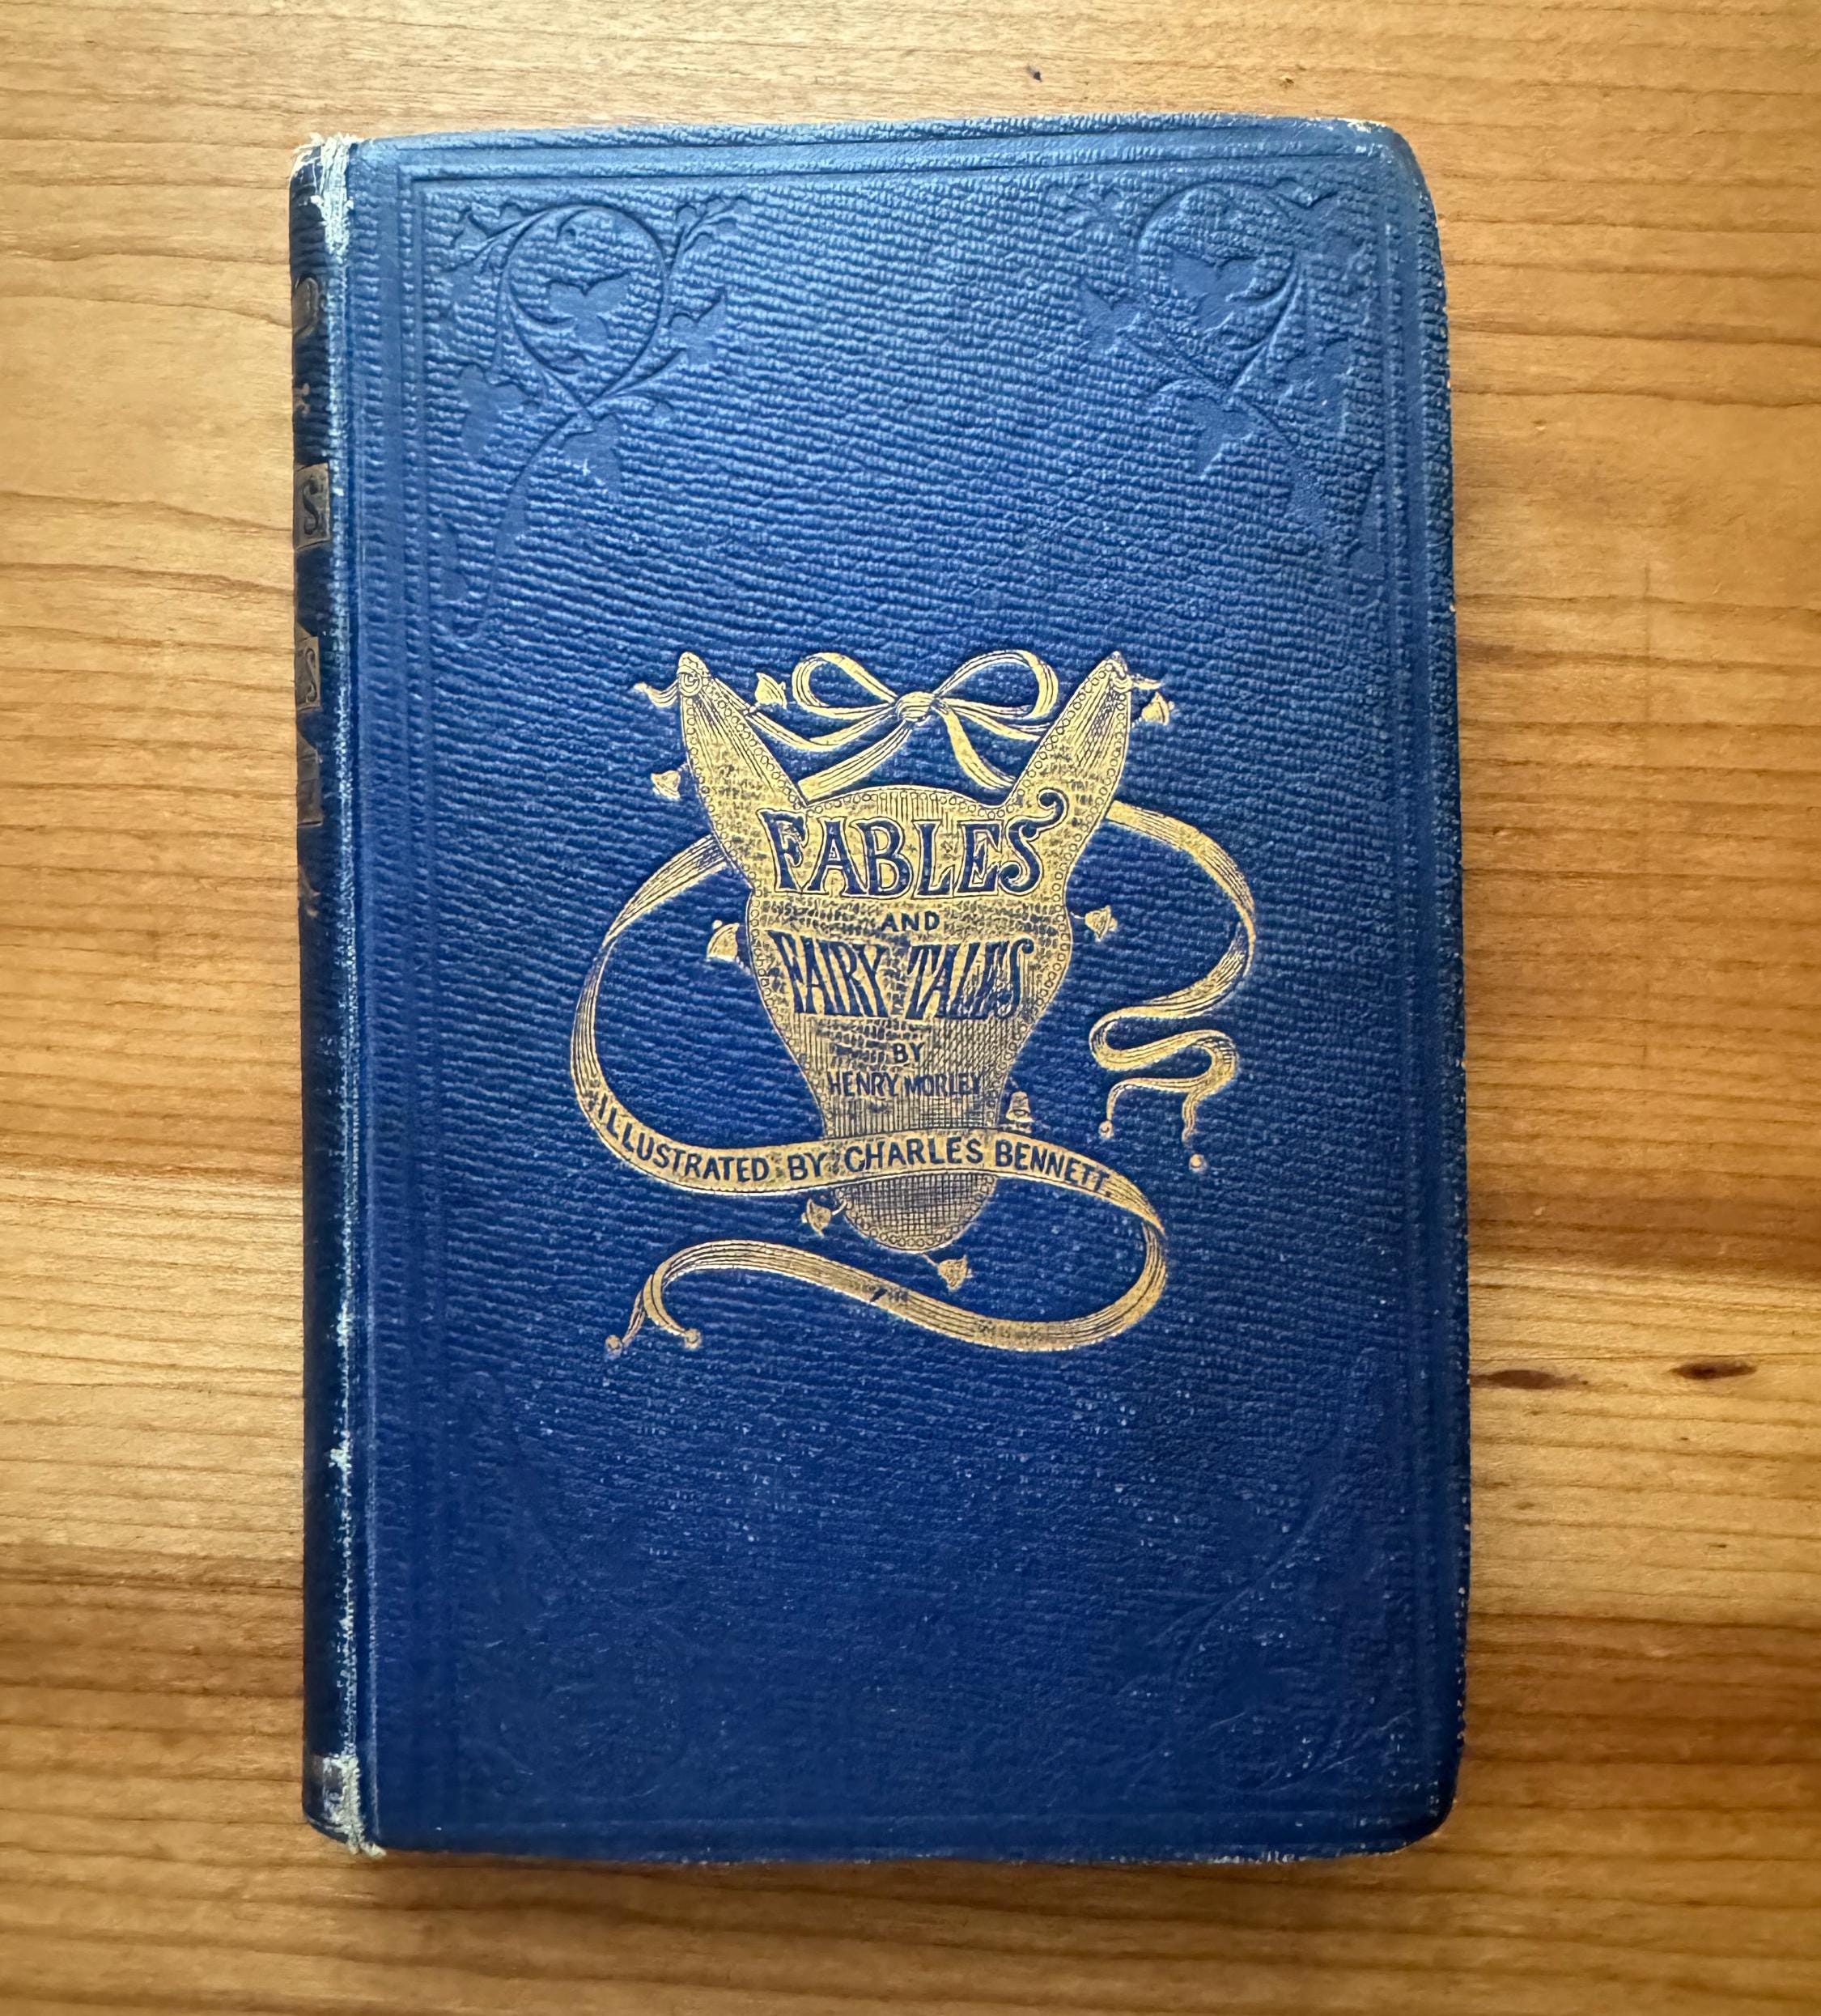 FABLES
AND
FAIRY TALES
BY
HENRY MORLEY
ILLUSTRATED BY CHARLES BENNETT.